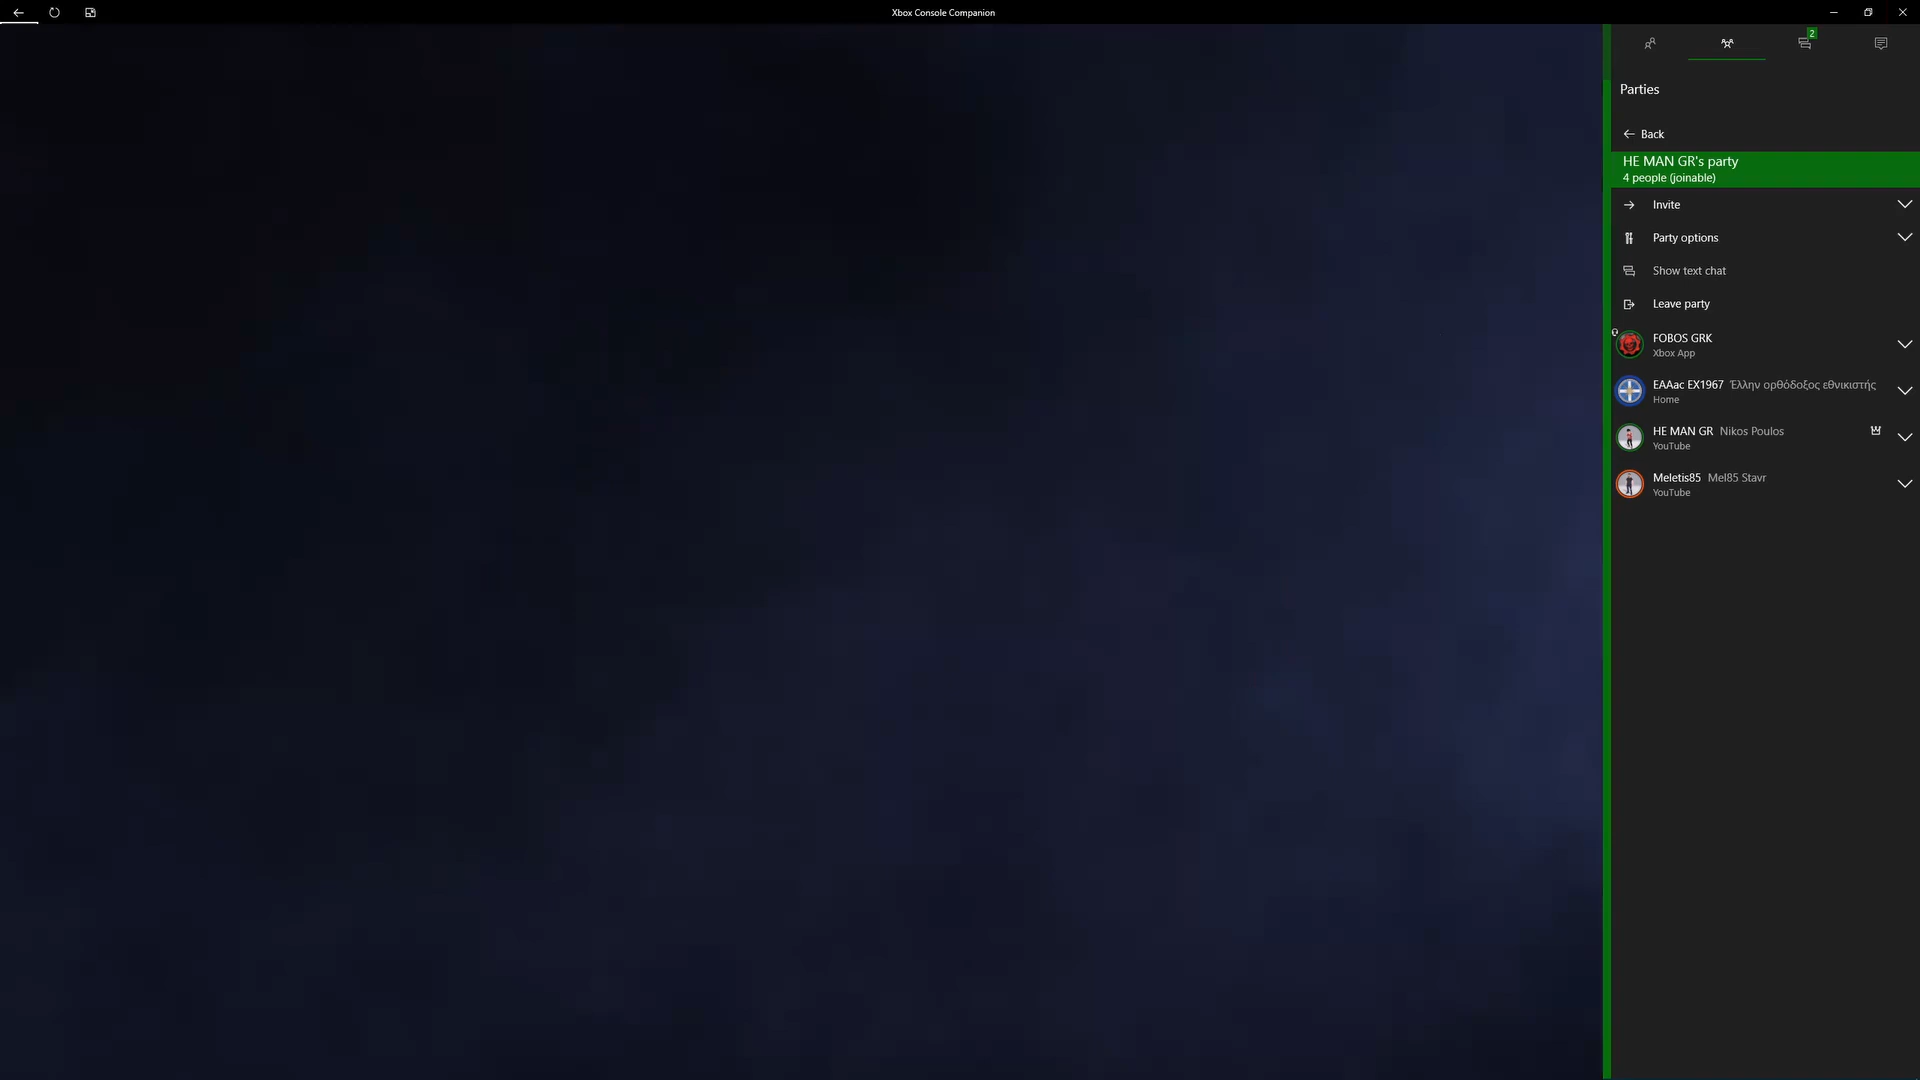 Xbox Console Companion
2
Parties
Back
HE MAN GR's party
4 people (joinable)
Invite
Party options
Show text chat
Leave party
FOBOS GRK
Xbox App
EAAac EX1967 Έλλην ορθόδοξος εθνικιστής
Home
HE MAN GR Nikos Poulos
YouTube
Meletis85 Mel85 Stavr
YouTube